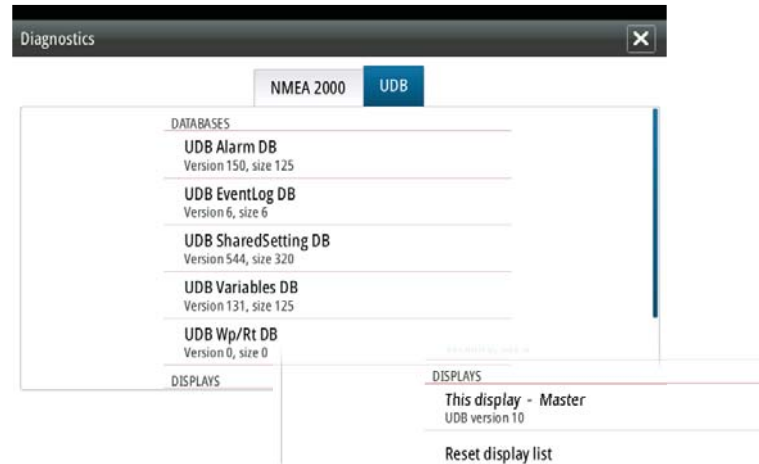 Diagnostics
NMEA 2000
UDB
DATABASES
UDB Alarm DB
Version 150, size 125
UDB EventLog DB
Version 6, size 6
UDB SharedSetting DB
Version 544, size 320
UDB Variables DB
Version 131, size 125
UDB Wp/Rt DB
Version 0, size 0
DISPLAYS
DISPLAYS
This display - Master
UDB version 10
Reset display list